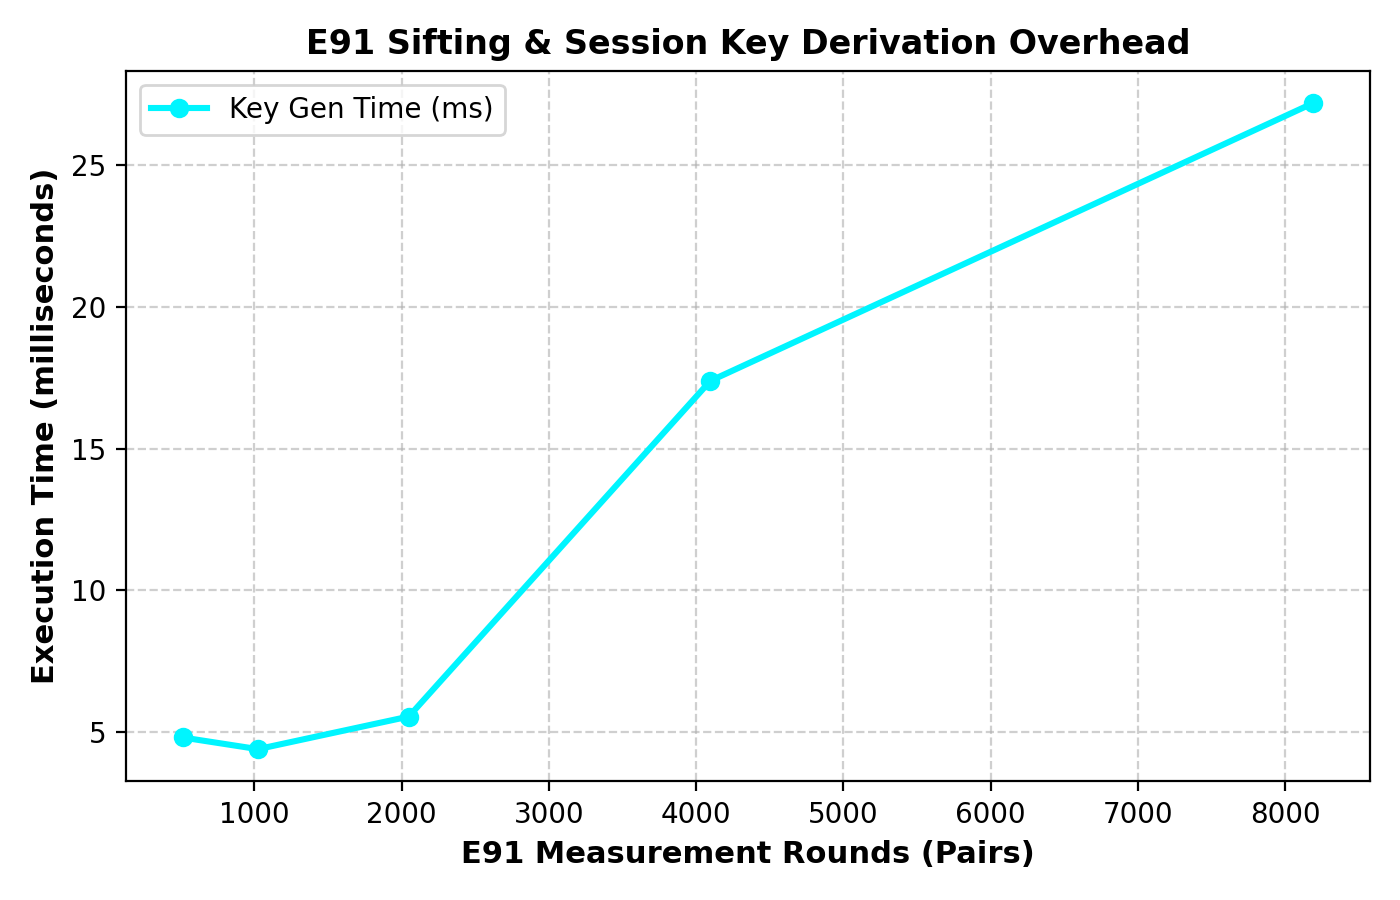 E91 Sifting & Session Key Derivation Overhead
Key Gen Time (ms)
Execution Time (milliseconds)
25
20
15
10
5
1000 2000 3000 4000 5000 6000 7000 8000
E91 Measurement Rounds (Pairs)